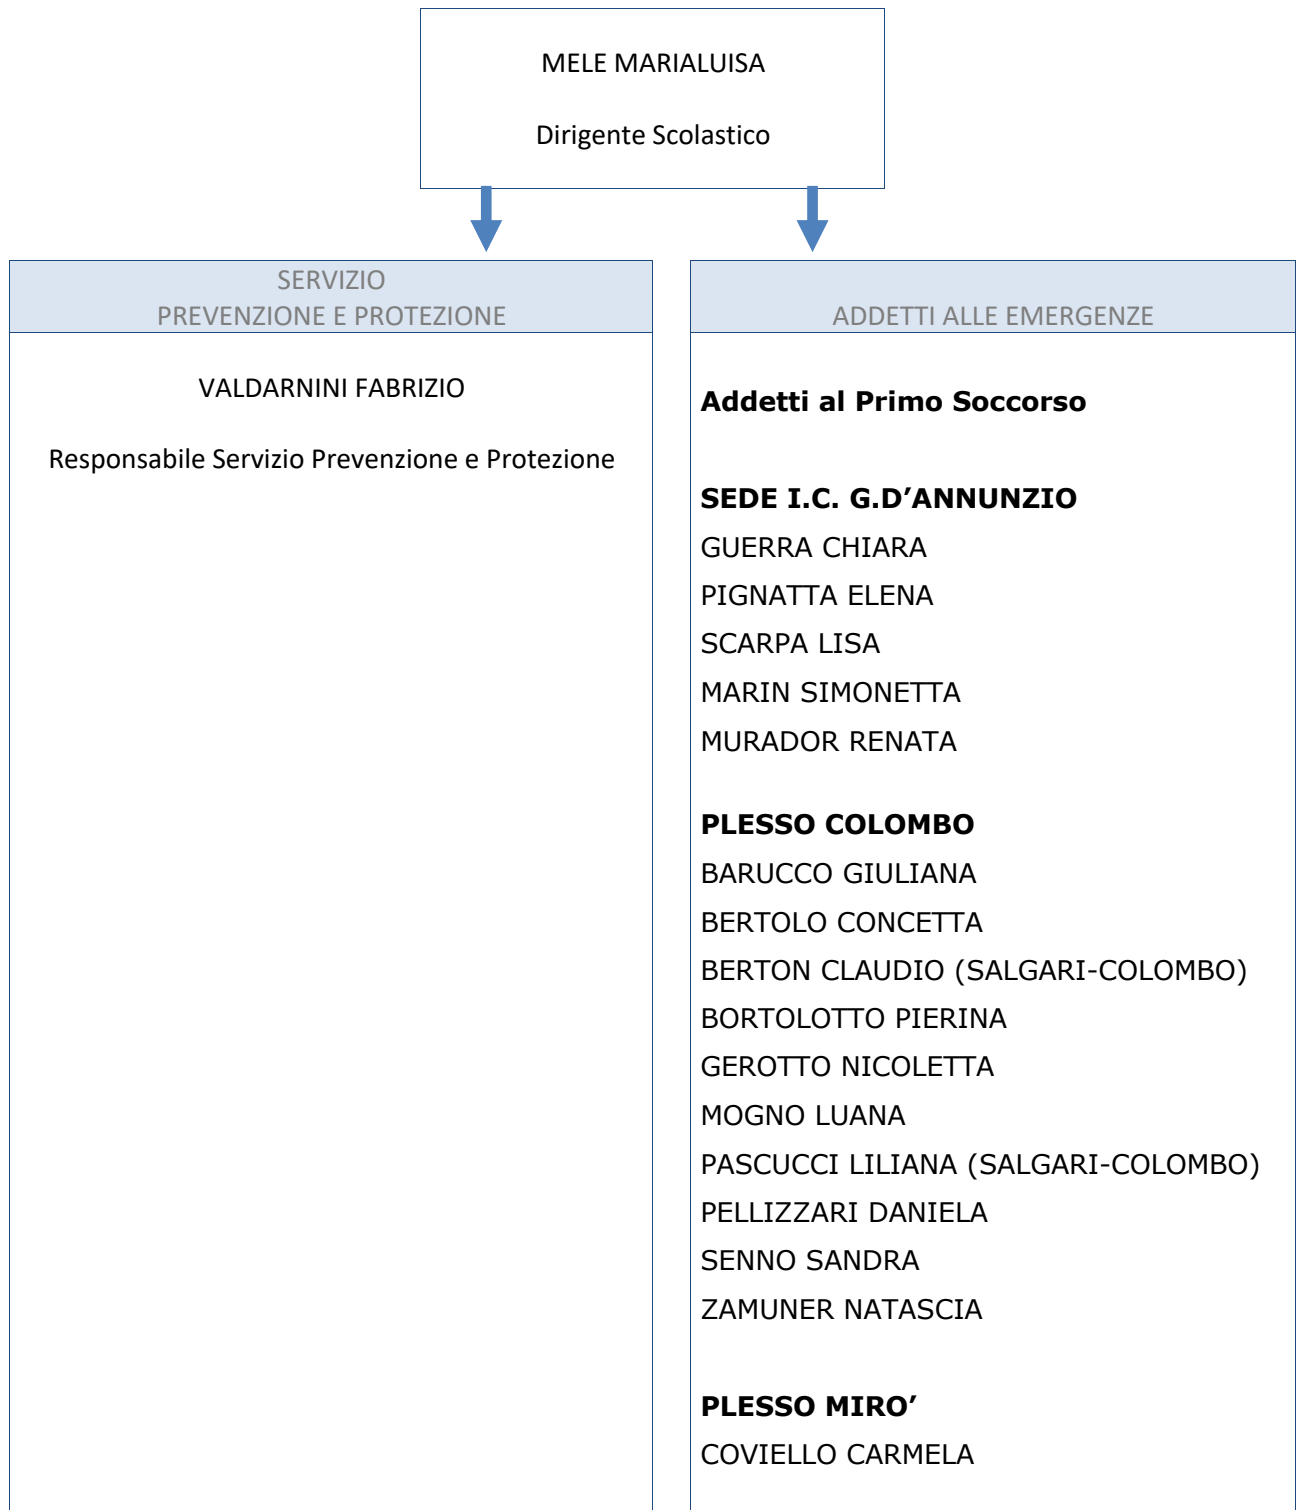 MELE MARIALUISA
Dirigente Scolastico
SERVIZIO
PREVENZIONE E PROTEZIONE
VALDARNINI FABRIZIO
Responsabile Servizio Prevenzione e Protezione
ADDETTI ALLE EMERGENZE
Addetti al Primo Soccorso
SEDE I.C. G.D’ANNUNZIO
GUERRA CHIARA
PIGNATTA ELENA
SCARPA LISA
MARIN SIMONETTA
MURADOR RENATA
PLESSO COLOMBO
BARUCCO GIULIANA
BERTOLO CONCETTA
BERTON CLAUDIO (SALGARI-COLOMBO)
BORTOLOTTO PIERINA
GEROTTO NICOLETTA
MOGNO LUANA
PASCUCCI LILIANA (SALGARI-COLOMBO)
PELLIZZARI DANIELA
SENNO SANDRA
ZAMUNER NATASCIA
PLESSO MIRO’
COVIELLO CARMELA